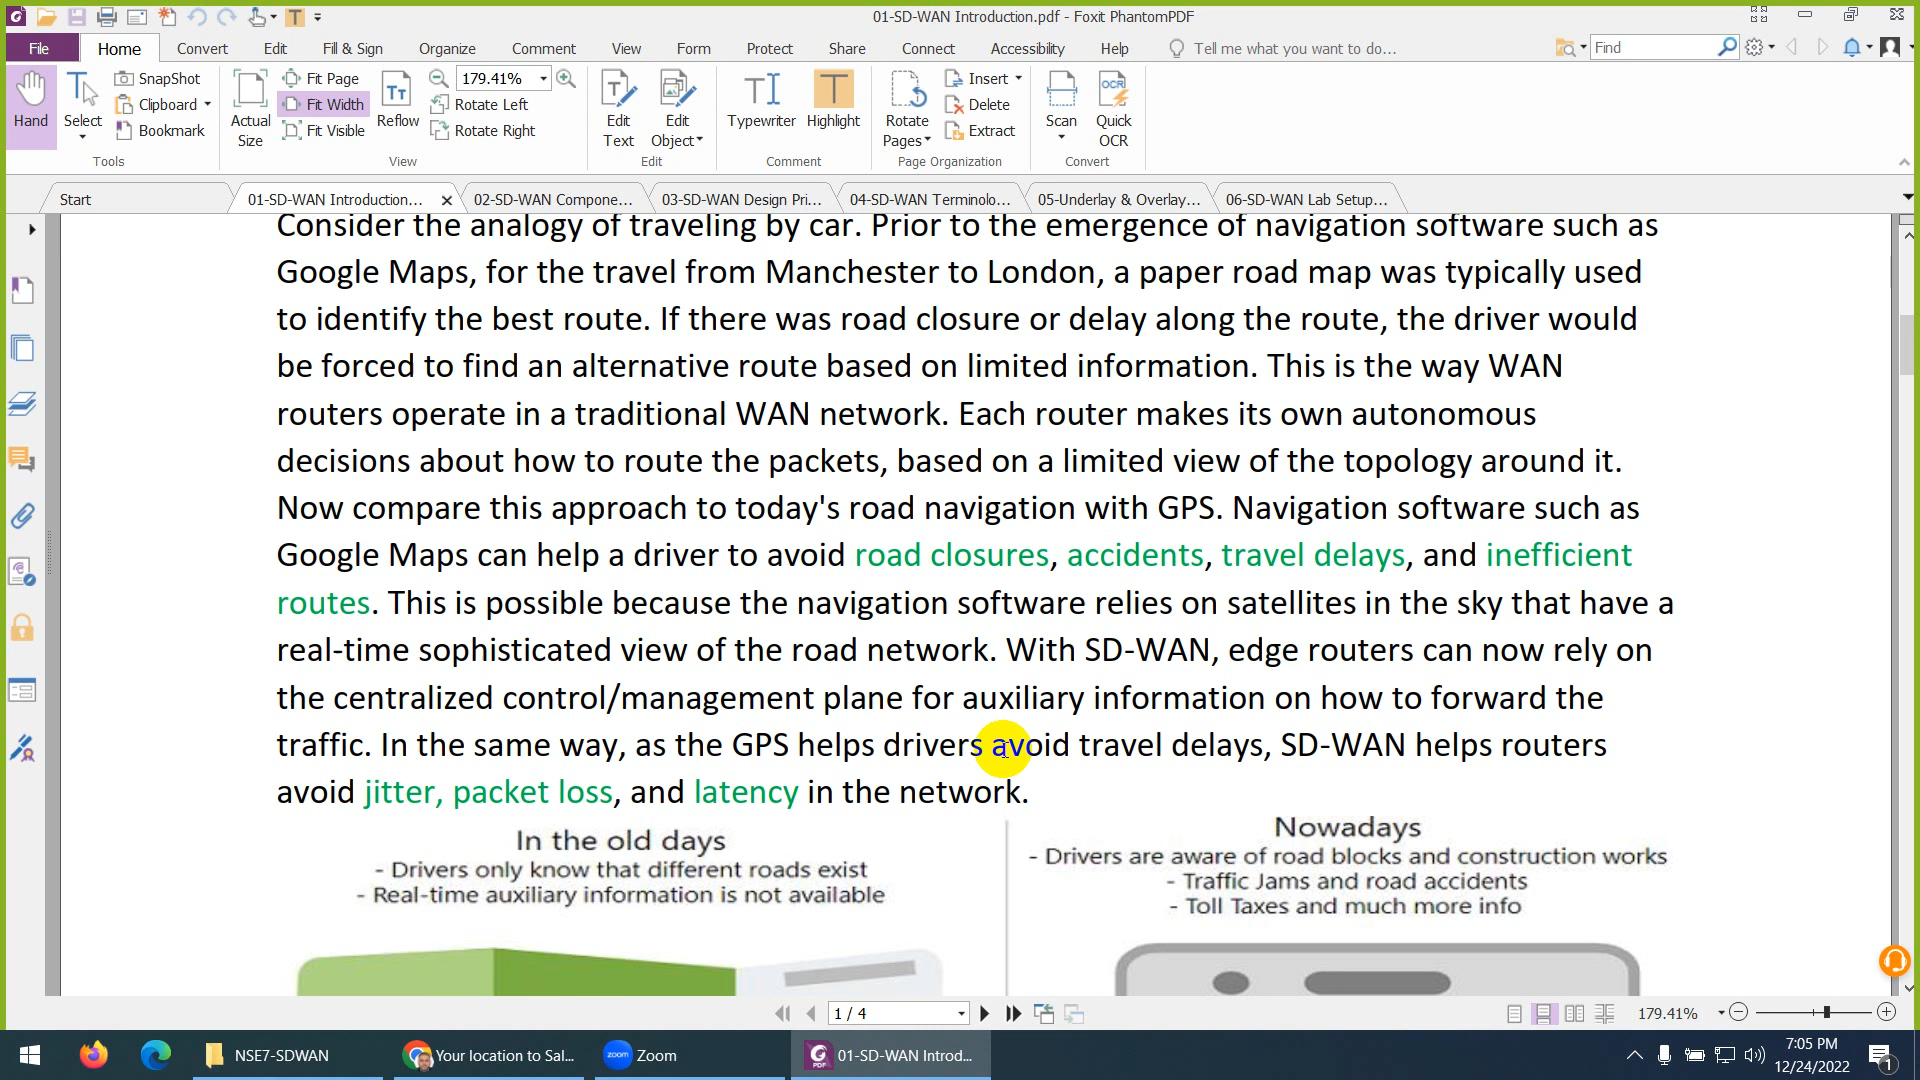 01-SD-WAN Introduction.pdf - Foxit PhantomPDF
File Home Convert Edit Fill & Sign Organize Comment View Form Protect Share Connect Accessibility Help Tell me what you want to do... Find
SnapShot
Clipboard
Bookmark
Hand
Select
Tools
Actual
Size
Fit Page
Fit Width
Fit Visible
Reflow
179.41%
Rotate Left
Rotate Right
View
Edit
Text
Edit
Object
Edit
Typewriter
Highlight
Comment
Rotate
Pages
Insert
Delete
Extract
Page Organization
Scan
OCR
Quick
OCR
Convert
Start
01-SD-WAN Introduction...
02-SD-WAN Compone...
03-SD-WAN Design Pri...
04-SD-WAN Terminolo...
05-Underlay & Overlay...
06-SD-WAN Lab Setup...
Consider the analogy of traveling by car. Prior to the emergence of navigation software such as
Google Maps, for the travel from Manchester to London, a paper road map was typically used
to identify the best route. If there was road closure or delay along the route, the driver would
be forced to find an alternative route based on limited information. This is the way WAN
routers operate in a traditional WAN network. Each router makes its own autonomous
decisions about how to route the packets, based on a limited view of the topology around it.
Now compare this approach to today's road navigation with GPS. Navigation software such as
Google Maps can help a driver to avoid road closures, accidents, travel delays, and inefficient
routes. This is possible because the navigation software relies on satellites in the sky that have a
real-time sophisticated view of the road network. With SD-WAN, edge routers can now rely on
the centralized control/management plane for auxiliary information on how to forward the
traffic. In the same way, as the GPS helps drivers avoid travel delays, SD-WAN helps routers
avoid jitter, packet loss, and latency in the network.
In the old days
- Drivers only know that different roads exist
- Real-time auxiliary information is not available
Nowadays
- Drivers are aware of road blocks and construction works
- Traffic Jams and road accidents
- Toll Taxes and much more info
1 / 4
179.41%
NSE7-SDWAN
Your location to Sal...
zoom
Zoom
PDF
01-SD-WAN Introd...
7:05 PM
12/24/2022
1